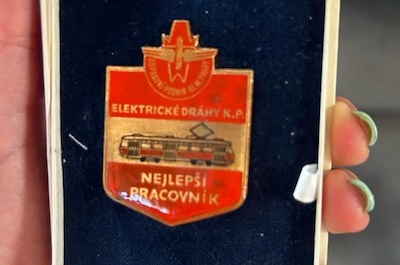 ELEKTRICKÉ DRÁHY N.P.
NEJLEPŠÍ
PRACOVNÍK